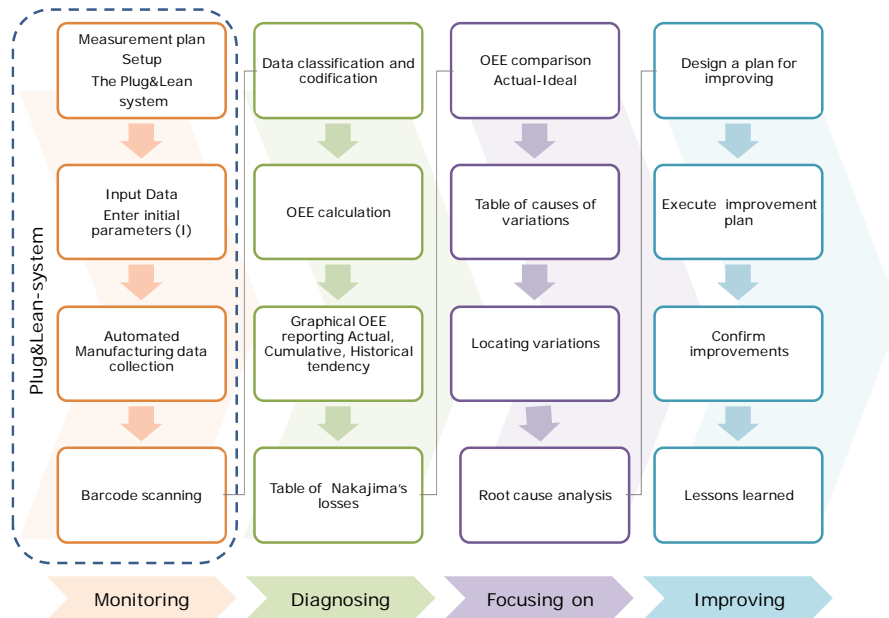 Plug&Lean-system
Measurement plan
Setup
The Plug&Lean
system
Input Data
Enter initial
parameters (I)
Automated
Manufacturing data
collection
Barcode scanning
Data classification and
codification
OEE calculation
Graphical OEE
reporting Actual,
Cumulative, Historical
tendency
Table of Nakajima's
losses
OEE comparison
Actual-Ideal
Table of causes of
variations
Locating variations
Root cause analysis
Design a plan for
improving
Execute improvement
plan
Confirm
improvements
Lessons learned
Monitoring
Diagnosing
Focusing on
Improving